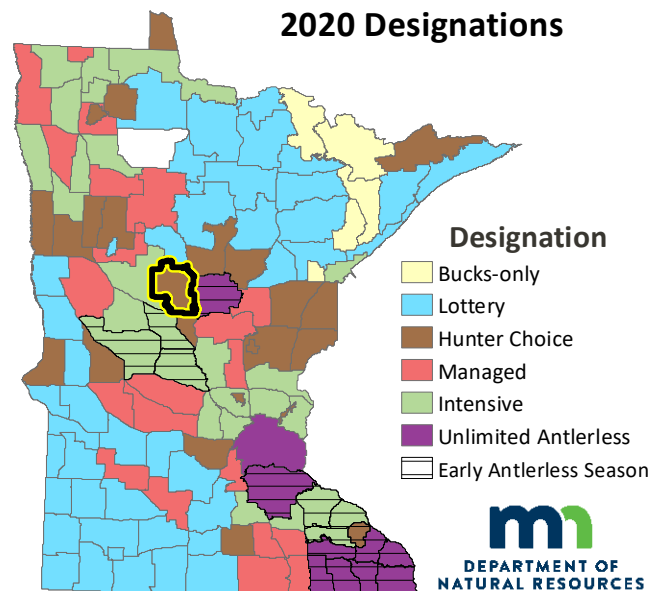 2020 Designations
Designation
Bucks-only
Lottery
Hunter Choice
Managed
Intensive
Unlimited Antlerless
Early Antlerless Season
DEPARTMENT OF
NATURAL RESOURCES